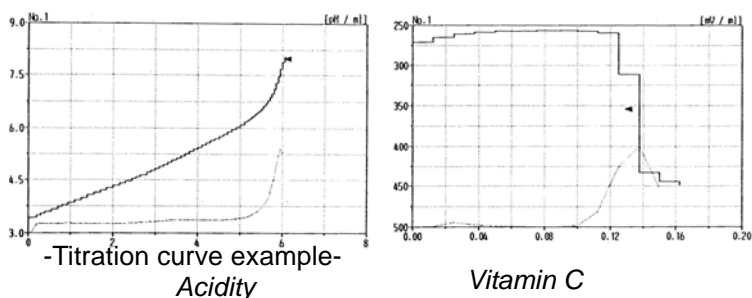 No.1 [pH / ml]
9.0
7.5
6.0
4.5
3.0
0 2 4 6 8
-Titration curve example-
Acidity
No.1 [mV / ml]
250
300
350
400
450
500
0.00 0.04 0.08 0.12 0.16 0.20
Vitamin C